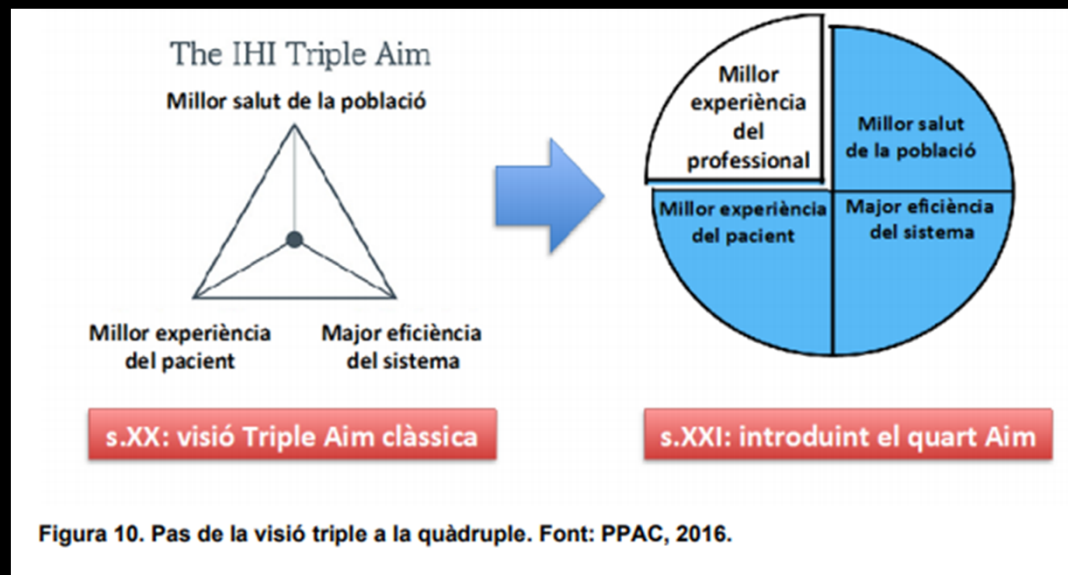 The IHI Triple Aim
Millor salut de la població
Millor experiència
del pacient
Major eficiència
del sistema
s.XX: visió Triple Aim clàssica
Millor
experiència
del
professional
Millor salut
de la població
Millor experiència
del pacient
Major eficiència
del sistema
s.XXI: introduint el quart Aim
Figura 10. Pas de la visió triple a la quàdruple. Font: PPAC, 2016.